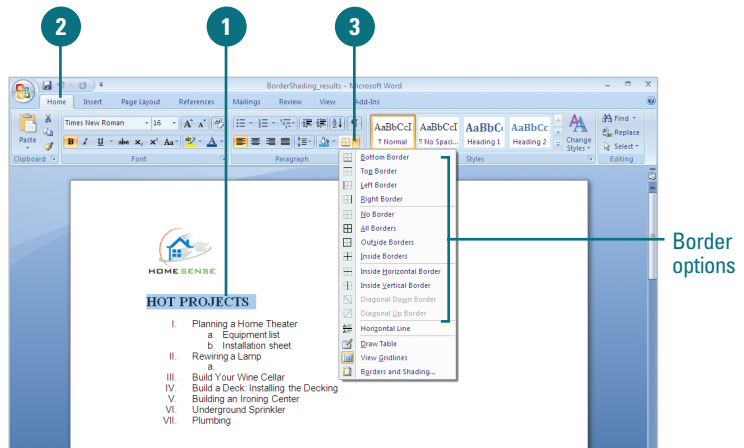 2
1
3
BorderShading_results - Microsoft Word
Home Insert Page Layout References Mailings Review View Add-Ins
Times New Roman 16 A A
Paste
B I U abc x₂ x² Aa A
AaBbCcI AaBbCcI AaBbC AaBbCc
¶ Normal ¶ No Spaci... Heading 1 Heading 2
Change Styles
Find
Replace
Select
Clipboard Font Paragraph Styles Editing
Bottom Border
Top Border
Left Border
Right Border
No Border
All Borders
Outside Borders
Inside Borders
Inside Horizontal Border
Inside Vertical Border
Diagonal Down Border
Diagonal Up Border
Horizontal Line
Draw Table
View Gridlines
Borders and Shading...
Border
options
HOMESENSE
HOT PROJECTS
I. Planning a Home Theater
a. Equipment list
b. Installation sheet
II. Rewiring a Lamp
a.
III. Build Your Wine Cellar
IV. Build a Deck: Installing the Decking
V. Building an Ironing Center
VI. Underground Sprinkler
VII. Plumbing